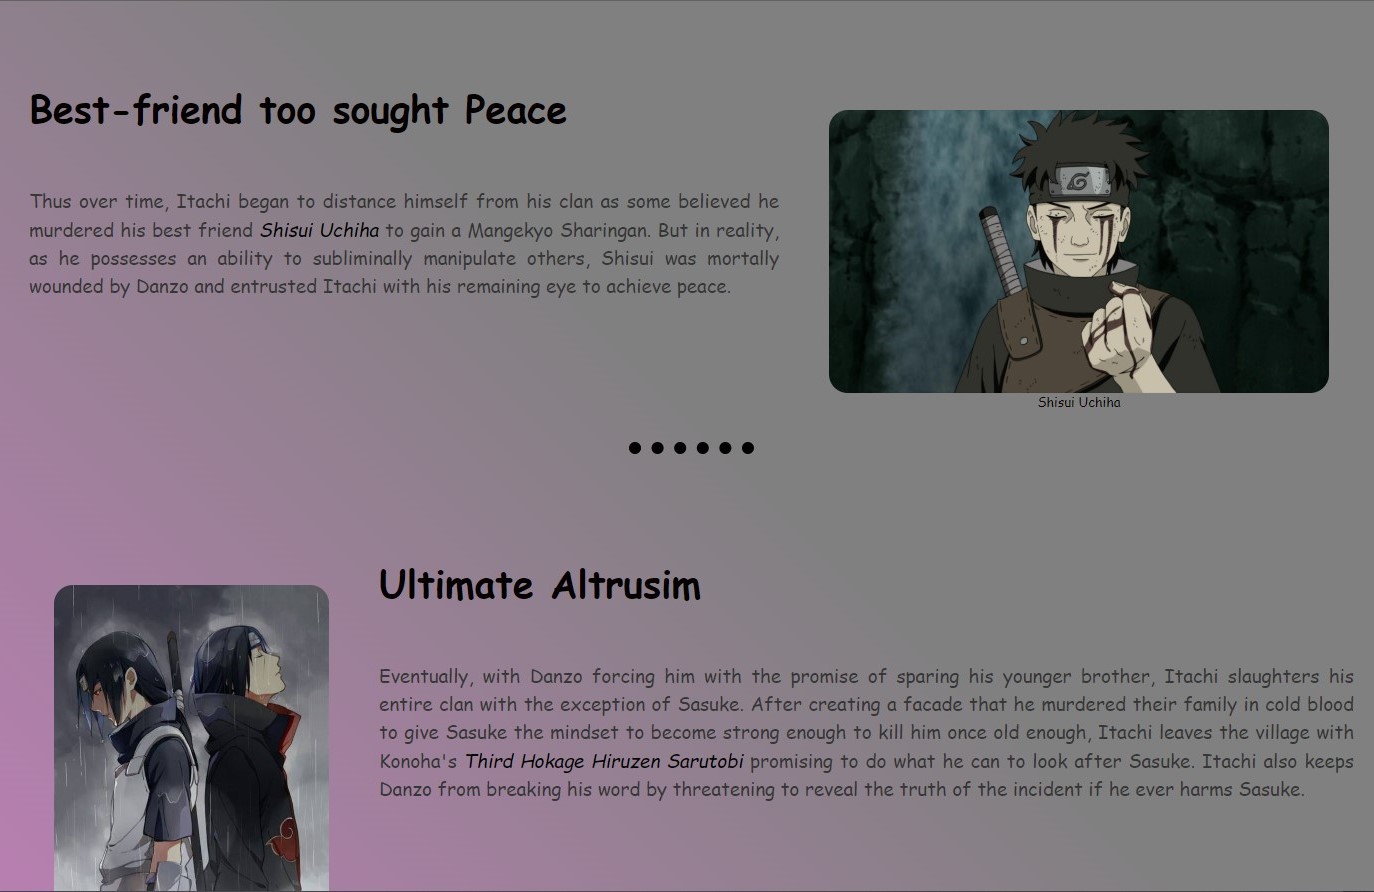 Best-friend too sought Peace
Thus over time, Itachi began to distance himself from his clan as some believed he
murdered his best friend Shisui Uchiha to gain a Mangekyo Sharingan. But in reality,
as he possesses an ability to subliminally manipulate others, Shisui was mortally
wounded by Danzo and entrusted Itachi with his remaining eye to achieve peace.
Shisui Uchiha
Ultimate Altrusim
Eventually, with Danzo forcing him with the promise of sparing his younger brother, Itachi slaughters his
entire clan with the exception of Sasuke. After creating a facade that he murdered their family in cold blood
to give Sasuke the mindset to become strong enough to kill him once old enough, Itachi leaves the village with
Konoha's Third Hokage Hiruzen Sarutobi promising to do what he can to look after Sasuke. Itachi also keeps
Danzo from breaking his word by threatening to reveal the truth of the incident if he ever harms Sasuke.